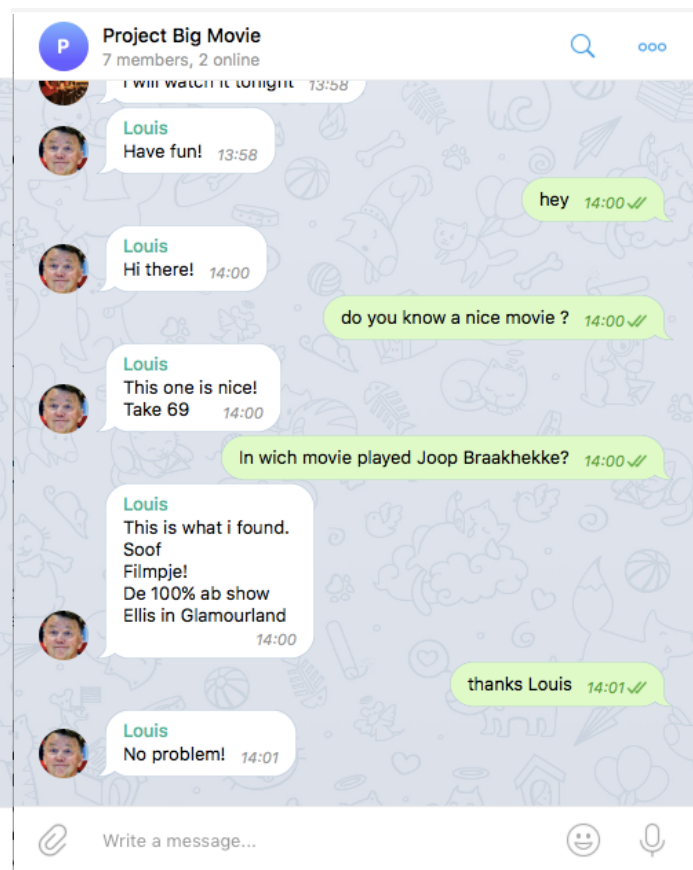 P
Project Big Movie
7 members, 2 online
I will watch it tonight 13:58
Louis
Have fun! 13:58
hey 14:00
Louis
Hi there! 14:00
do you know a nice movie ? 14:00
Louis
This one is nice!
Take 69 14:00
In wich movie played Joop Braakhekke? 14:00
Louis
This is what i found.
Soof
Filmpje!
De 100% ab show
Ellis in Glamourland
14:00
thanks Louis 14:01
Louis
No problem! 14:01
Write a message...